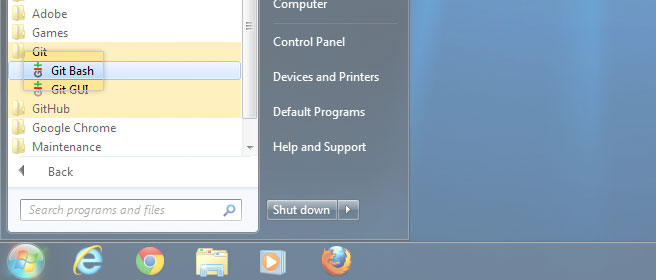 Adobe
Games
Git
Git Bash
Git GUI
GitHub
Google Chrome
Maintenance
Back
Search programs and files
Computer
Control Panel
Devices and Printers
Default Programs
Help and Support
Shut down